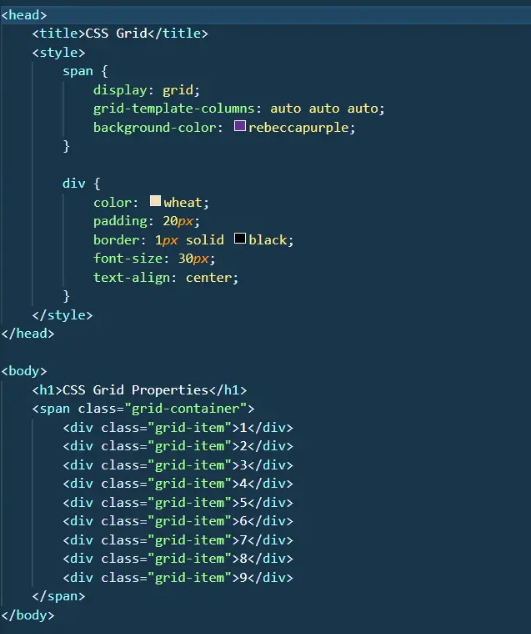 <head>
    <title>CSS Grid</title>
    <style>
        span {
            display: grid;
            grid-template-columns: auto auto auto;
            background-color: rebeccapurple;
        }

        div {
            color: wheat;
            padding: 20px;
            border: 1px solid black;
            font-size: 30px;
            text-align: center;
        }
    </style>
</head>

<body>
    <h1>CSS Grid Properties</h1>
    <span class="grid-container">
        <div class="grid-item">1</div>
        <div class="grid-item">2</div>
        <div class="grid-item">3</div>
        <div class="grid-item">4</div>
        <div class="grid-item">5</div>
        <div class="grid-item">6</div>
        <div class="grid-item">7</div>
        <div class="grid-item">8</div>
        <div class="grid-item">9</div>
    </span>
</body>